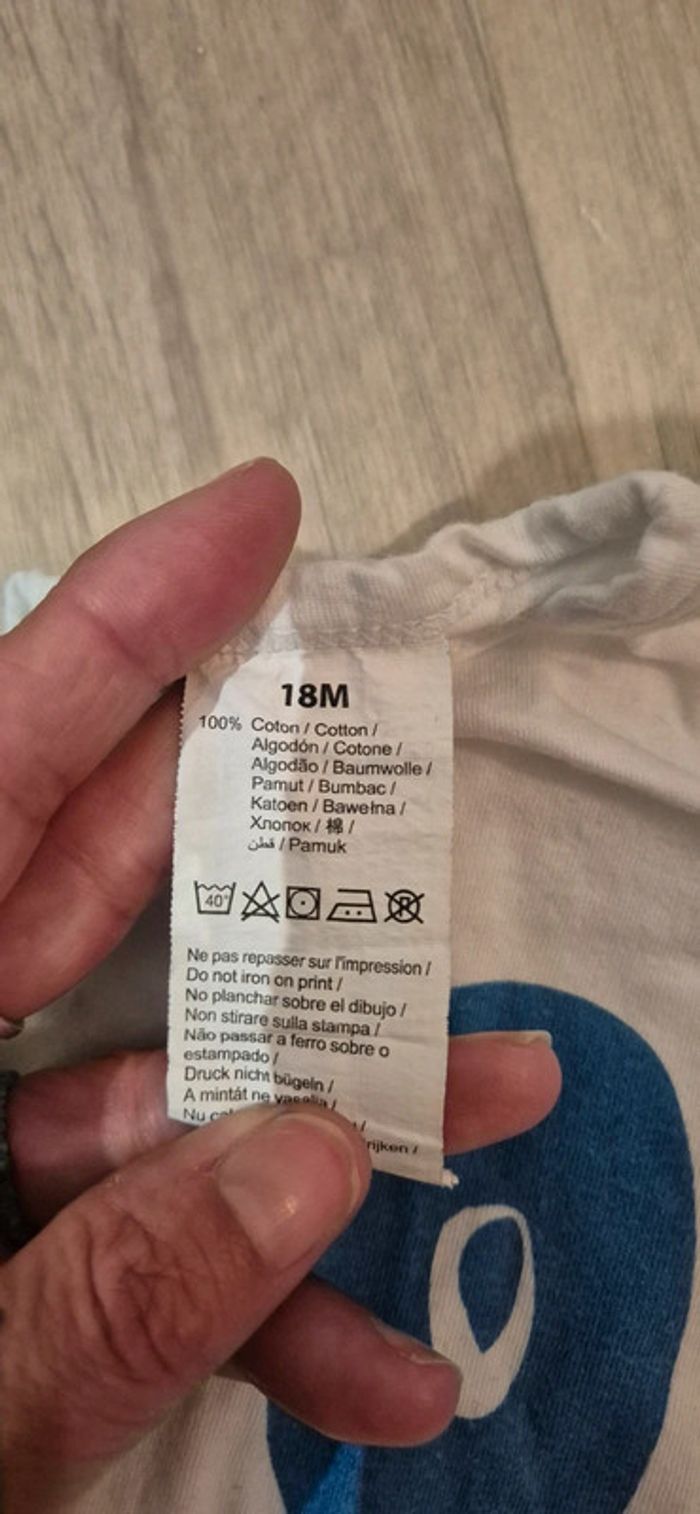 18M
100% Coton / Cotton /
Algodón / Cotone /
Algodão / Baumwolle /
Pamut / Bumbac /
Katoen / Bawełna /
Хлопок / 棉 /
قطن / Pamuk
40°
Ne pas repasser sur l'impression /
Do not iron on print /
No planchar sobre el dibujo /
Non stirare sulla stampa /
Não passar a ferro sobre o
estampado /
Druck nicht bügeln /
A mintát ne vasalja /
Nu